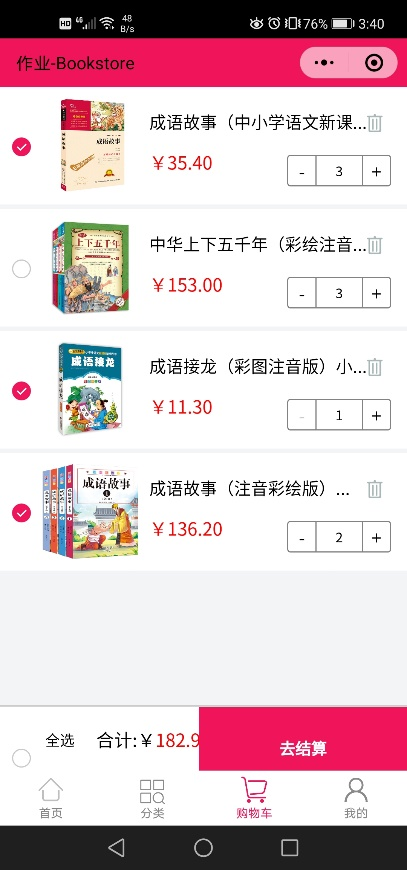 HD 4G 48 B/s 76% 3:40
作业-Bookstore
成语故事（中小学语文新课...
￥35.40
- 3 +
成语故事
中华上下五千年（彩绘注音...
￥153.00
- 3 +
上下五千年
成语接龙（彩图注音版）小...
￥11.30
- 1 +
成语接龙
成语故事（注音彩绘版）...
￥136.20
- 2 +
成语故事
全选 合计:￥182.9
去结算
首页 分类 购物车 我的